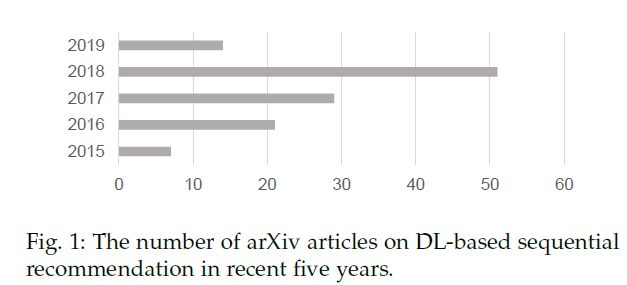 2019
2018
2017
2016
2015
0 10 20 30 40 50 60
Fig. 1: The number of arXiv articles on DL-based sequential
recommendation in recent five years.